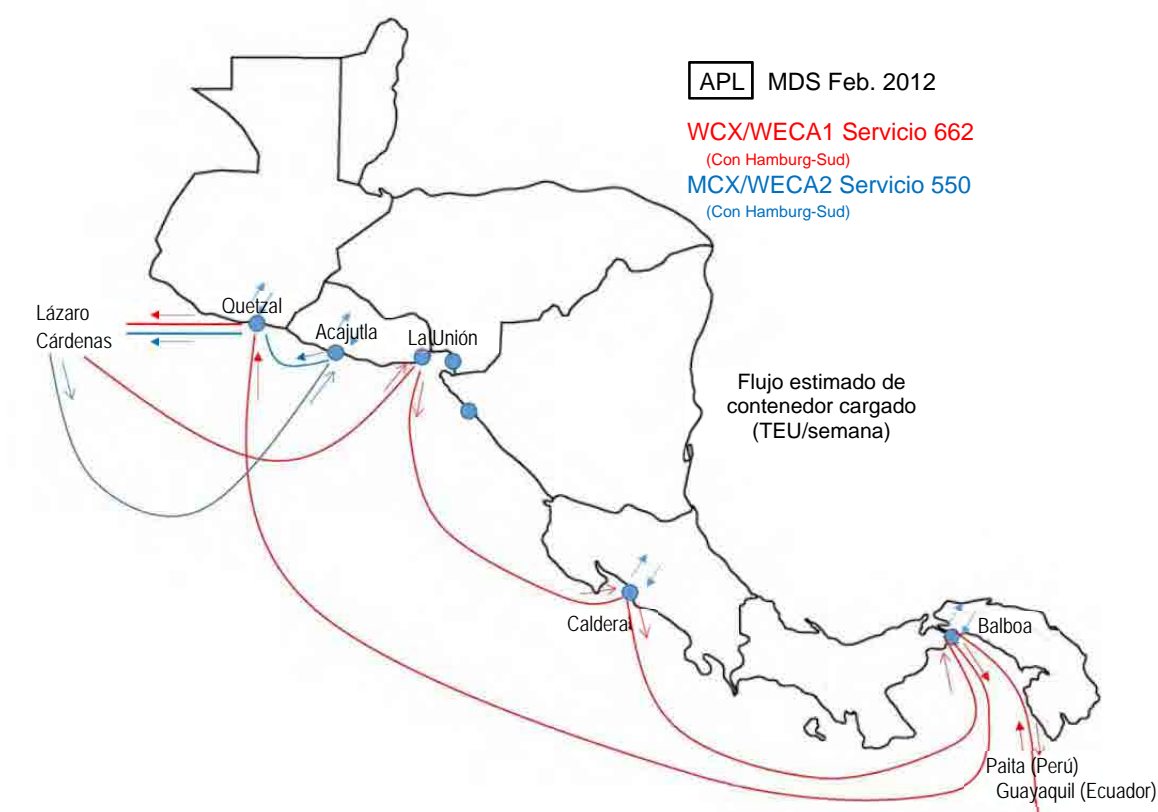 APL MDS Feb. 2012
WCX/WECA1 Servicio 662
(Con Hamburg-Sud)
MCX/WECA2 Servicio 550
(Con Hamburg-Sud)
Lázaro
Cárdenas
Quetzal
Acajutla
La Unión
Flujo estimado de
contenedor cargado
(TEU/semana)
Caldera
Balboa
Paita (Perú)
Guayaquil (Ecuador)